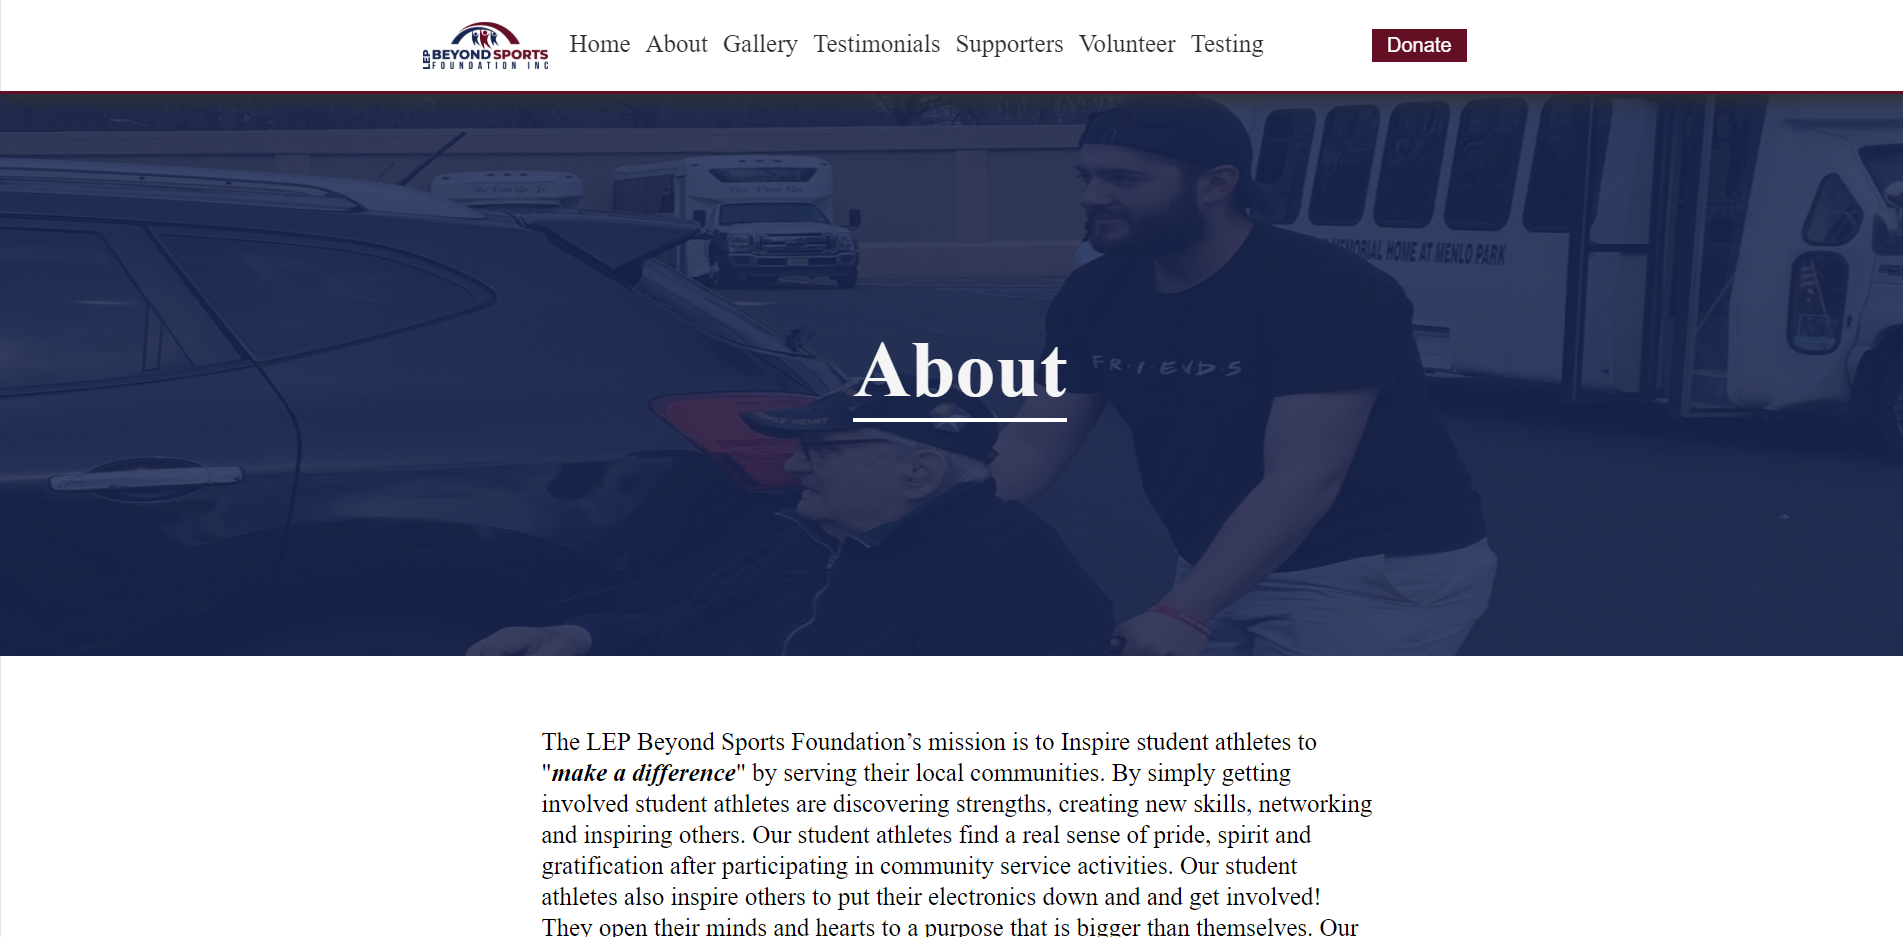 LEP BEYOND SPORTS
FOUNDATION INC
Home About Gallery Testimonials Supporters Volunteer Testing
Donate
The Van Go
MEMORIAL HOME AT MENLO PARK
About
F·R·I·E·N·D·S
HEART
The LEP Beyond Sports Foundation’s mission is to Inspire student athletes to
"make a difference" by serving their local communities. By simply getting
involved student athletes are discovering strengths, creating new skills, networking
and inspiring others. Our student athletes find a real sense of pride, spirit and
gratification after participating in community service activities. Our student
athletes also inspire others to put their electronics down and and get involved!
They open their minds and hearts to a purpose that is bigger than themselves. Our